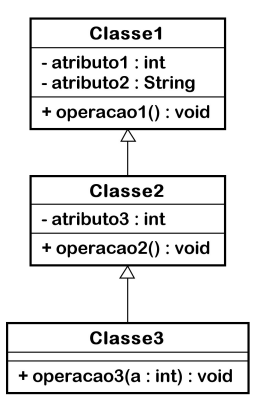 Classe1
- atributo1 : int
- atributo2 : String
+ operacao1() : void
Classe2
- atributo3 : int
+ operacao2() : void
Classe3
+ operacao3(a : int) : void